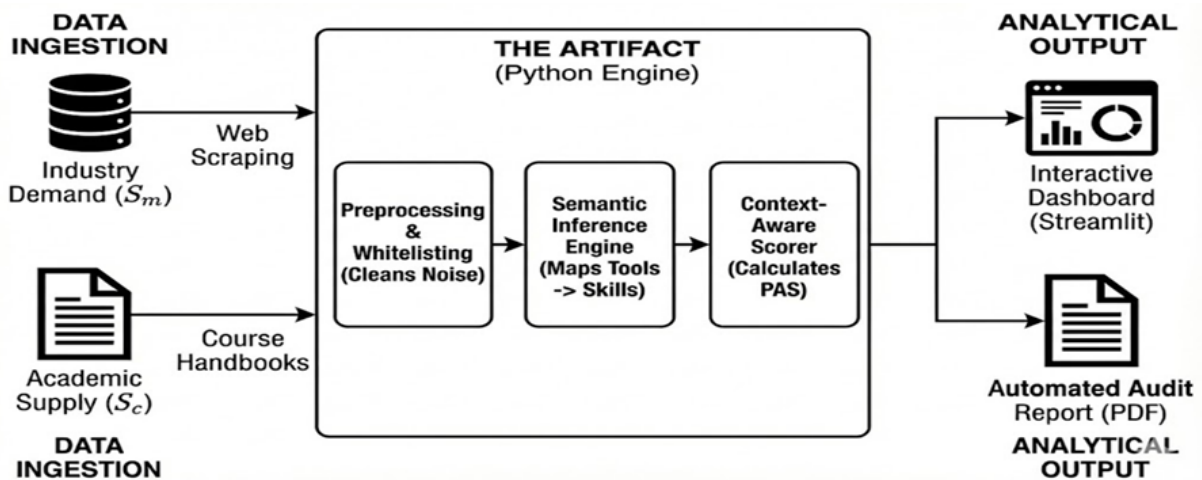 DATA
INGESTION
Industry
Demand (Sₘ)
Web
Scraping
Academic
Supply (S_c)
Course
Handbooks
DATA
INGESTION
THE ARTIFACT
(Python Engine)
Preprocessing
&
Whitelisting
(Cleans Noise)
Semantic
Inference
Engine
(Maps Tools
-> Skills)
Context-
Aware
Scorer
(Calculates
PAS)
ANALYTICAL
OUTPUT
Interactive
Dashboard
(Streamlit)
Automated Audit
Report (PDF)
ANALYTICAL
OUTPUT